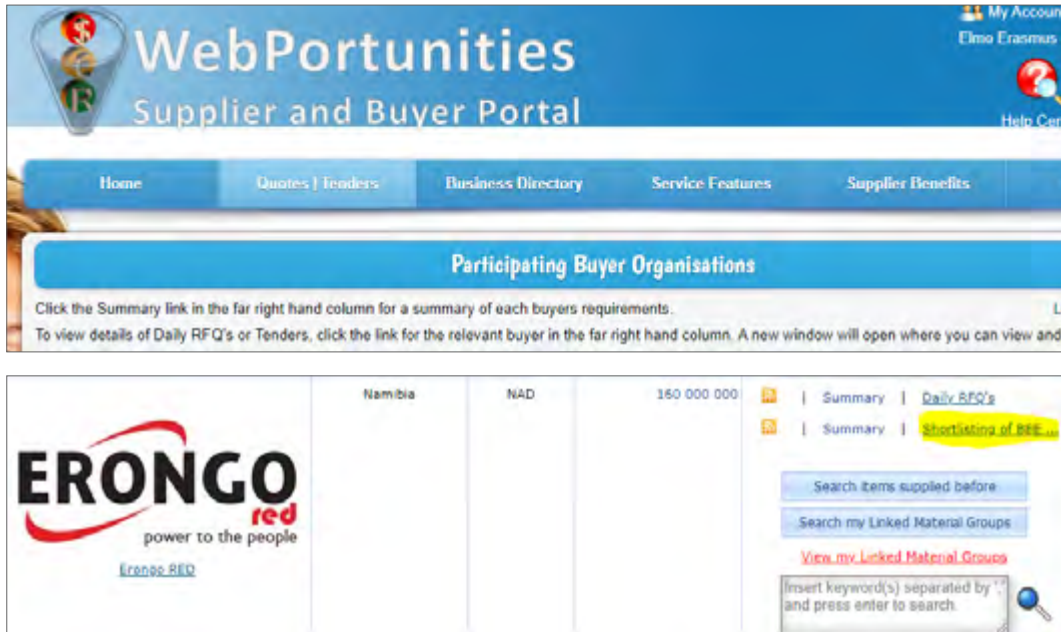 My Accoun
WebPortunities
Elmo Erasmus
Supplier and Buyer Portal
Help Cen
Home
Quotes | Tenders
Business Directory
Service Features
Supplier Benefits
Participating Buyer Organisations
Click the Summary link in the far right hand column for a summary of each buyers requirements.
L
To view details of Daily RFQ's or Tenders, click the link for the relevant buyer in the far right hand column. A new window will open where you can view and
Namibia NAD 160 000 000 | Summary | Daily RFQ's
| Summary | Shortlisting of BEE ...
ERONGO
red
power to the people
Erongo RED
Search items supplied before
Search my Linked Material Groups
View my Linked Material Groups
Insert keyword(s) separated by ','
and press enter to search